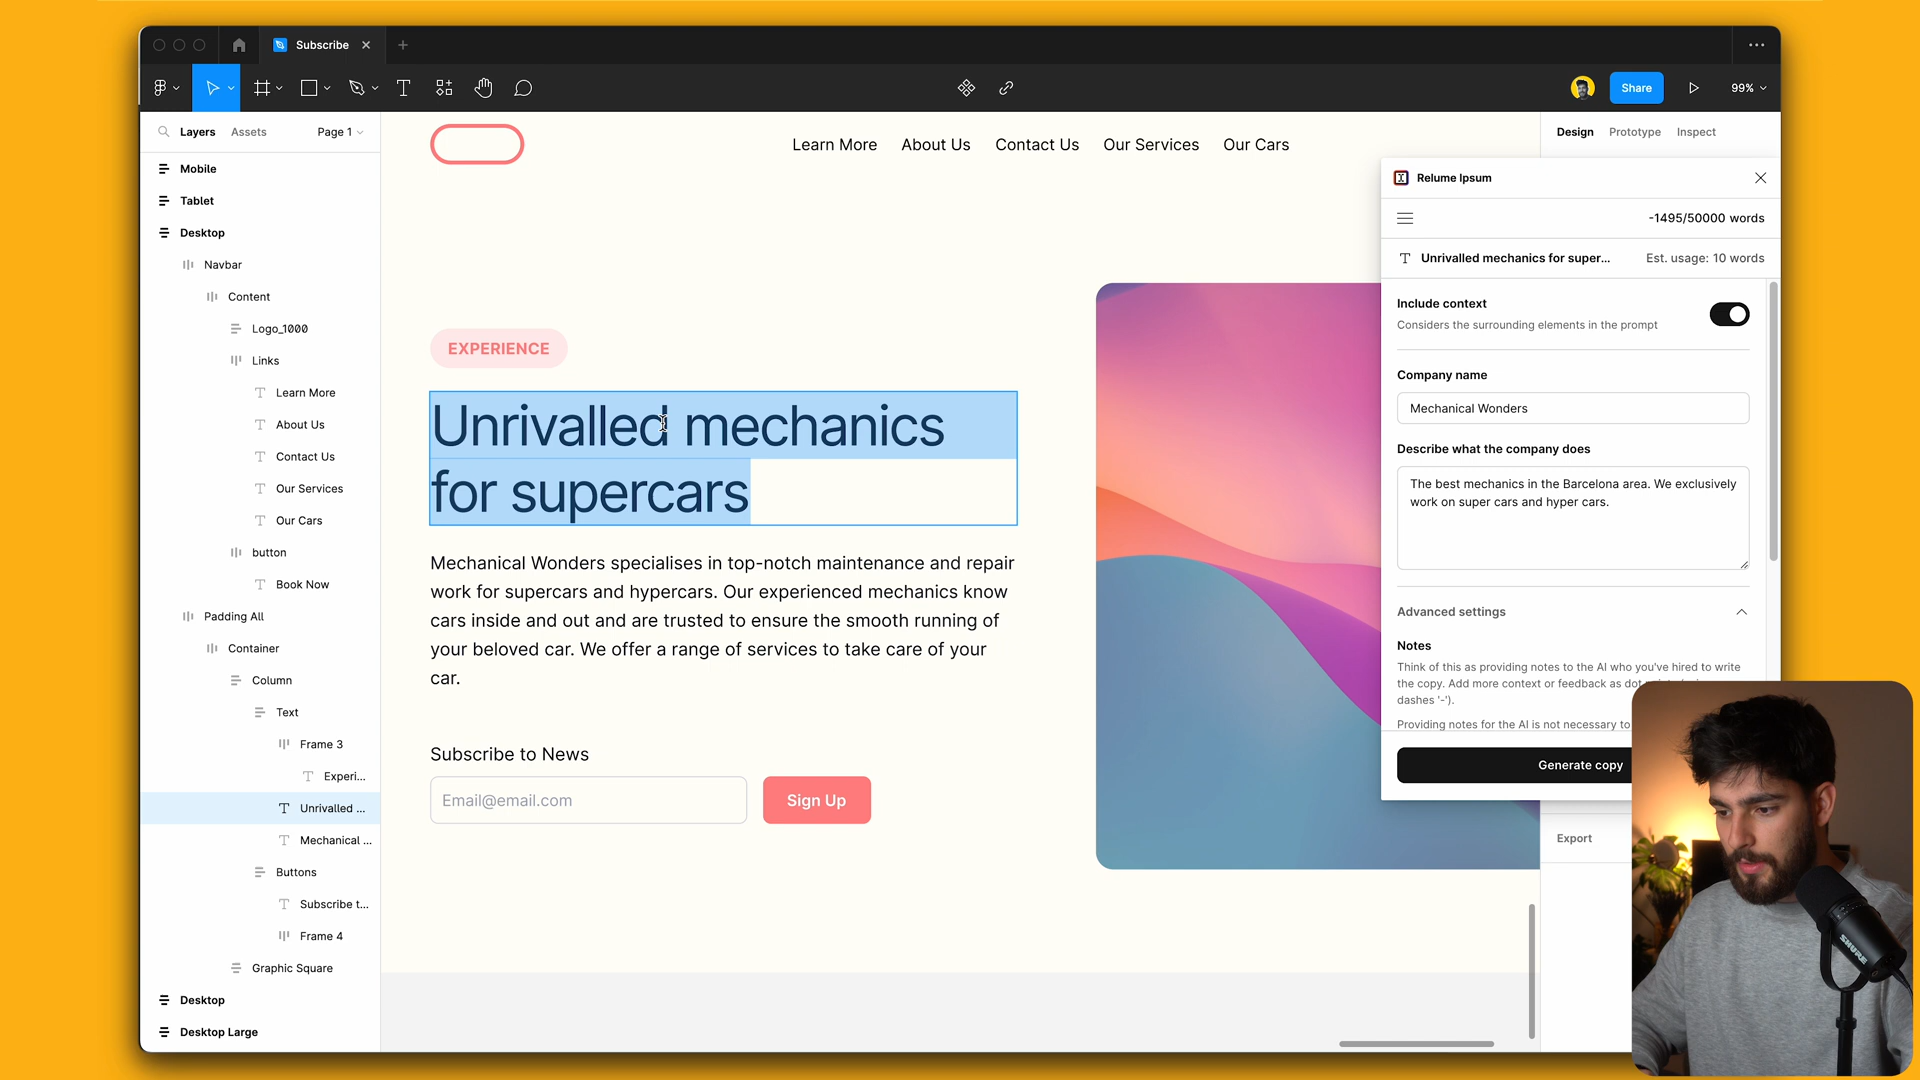 Subscribe
Share
99%
Layers
Assets
Page 1
Mobile
Tablet
Desktop
Navbar
Content
Logo_1000
Links
Learn More
About Us
Contact Us
Our Services
Our Cars
button
Book Now
Padding All
Container
Column
Text
Frame 3
Experi...
Unrivalled ...
Mechanical ...
Buttons
Subscribe t...
Frame 4
Graphic Square
Desktop
Desktop Large
Learn More
About Us
Contact Us
Our Services
Our Cars
EXPERIENCE
Unrivalled mechanics
for supercars
Mechanical Wonders specialises in top-notch maintenance and repair
work for supercars and hypercars. Our experienced mechanics know
cars inside and out and are trusted to ensure the smooth running of
your beloved car. We offer a range of services to take care of your
car.
Subscribe to News
Email@email.com
Sign Up
Design
Prototype
Inspect
Relume Ipsum
-1495/50000 words
Unrivalled mechanics for super...
Est. usage: 10 words
Include context
Considers the surrounding elements in the prompt
Company name
Mechanical Wonders
Describe what the company does
The best mechanics in the Barcelona area. We exclusively
work on super cars and hyper cars.
Advanced settings
Notes
Think of this as providing notes to the AI who you've hired to write
the copy. Add more context or feedback as dot
dashes '-').
Providing notes for the AI is not necessary to
Generate copy
Export
SHURE